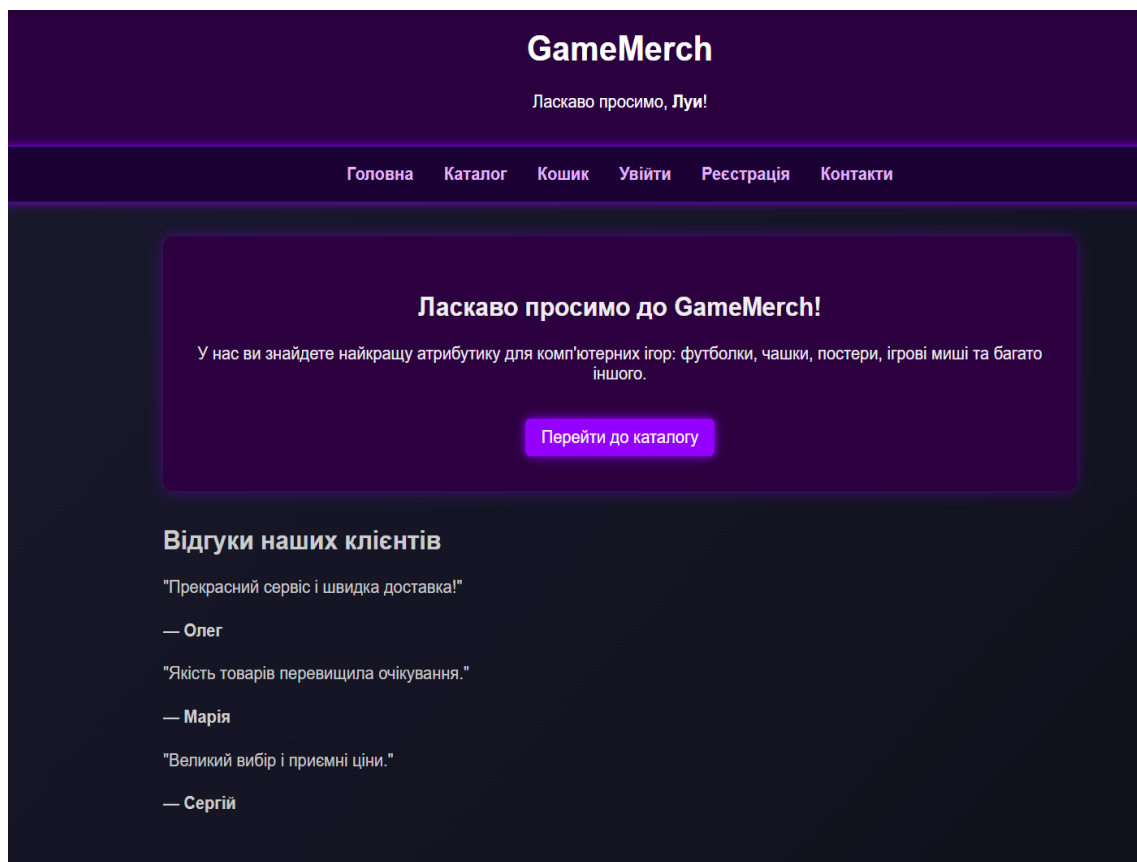 GameMerch
Ласкаво просимо, Луи!
Головна Каталог Кошик Увійти Реєстрація Контакти
Ласкаво просимо до GameMerch!
У нас ви знайдете найкращу атрибутику для комп'ютерних ігор: футболки, чашки, постери, ігрові миші та багато
іншого.
Перейти до каталогу
Відгуки наших клієнтів
"Прекрасний сервіс і швидка доставка!"
— Олег
"Якість товарів перевищила очікування."
— Марія
"Великий вибір і приємні ціни."
— Сергій